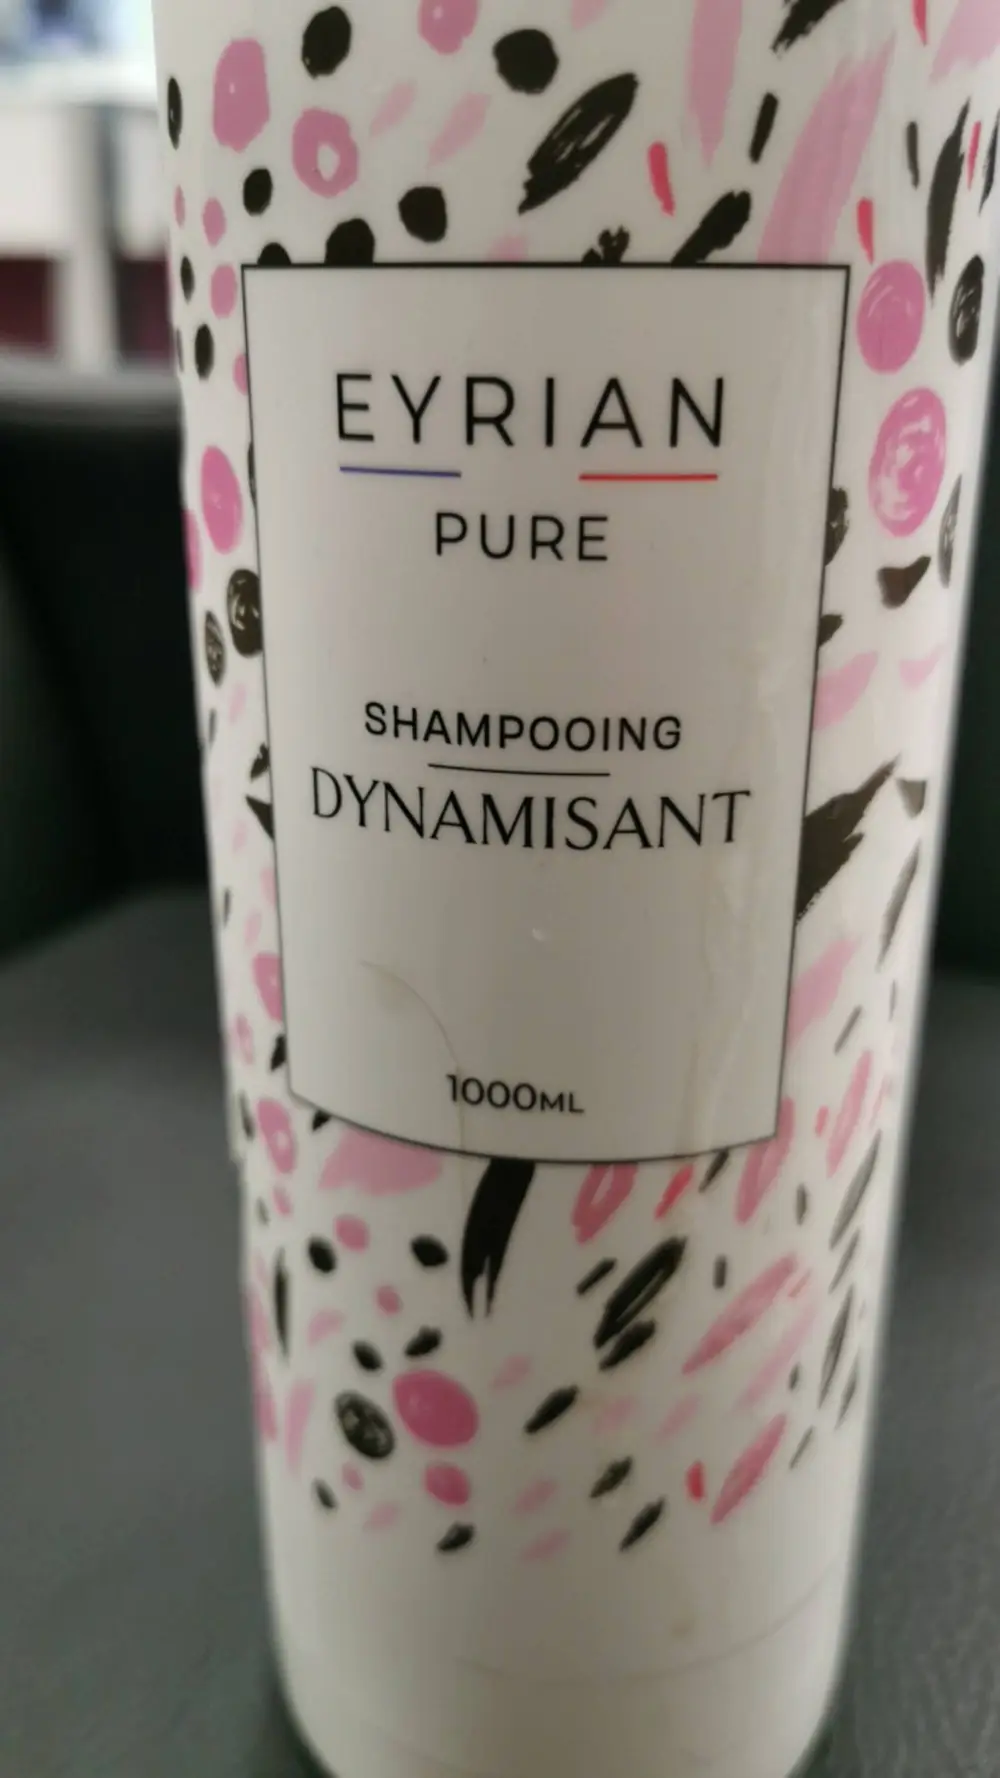 EYRIAN
PURE
SHAMPOOING
DYNAMISANT
1000ML